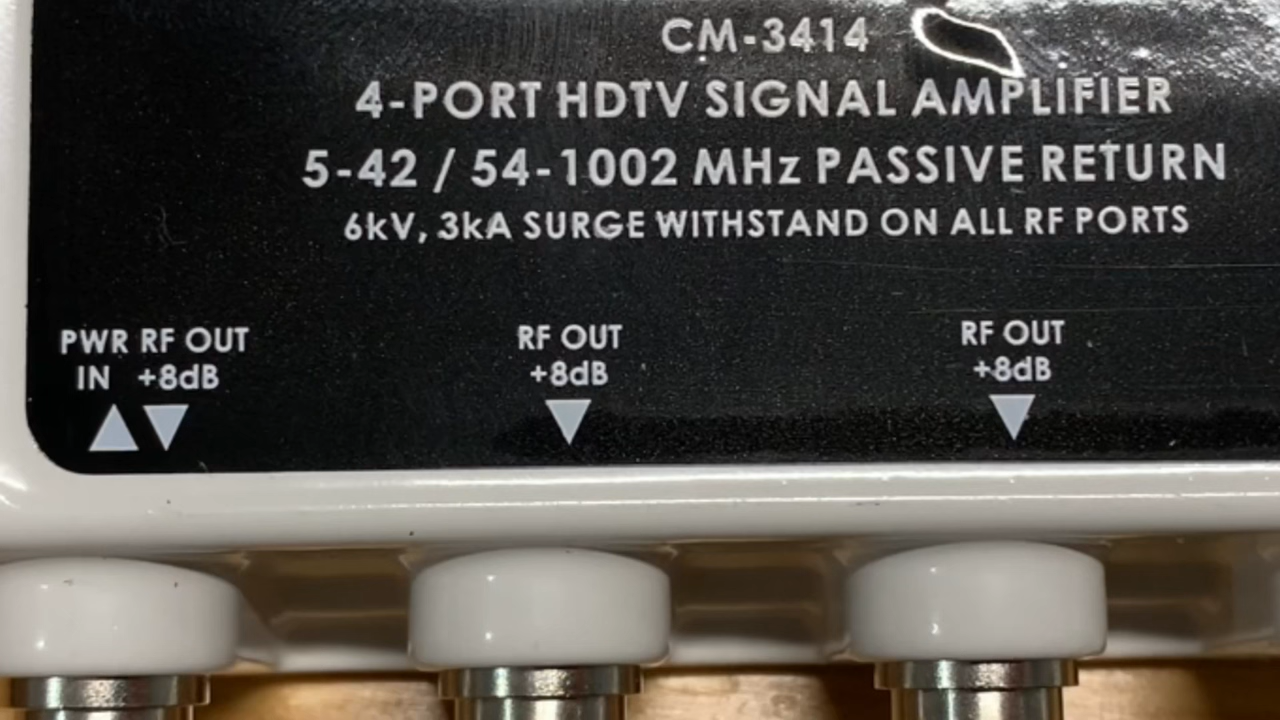 CM-3414
4-PORT HDTV SIGNAL AMPLIFIER
5-42 / 54-1002 MHz PASSIVE RETURN
6kV, 3kA SURGE WITHSTAND ON ALL RF PORTS
PWR RF OUT
IN +8dB
RF OUT
+8dB
RF OUT
+8dB